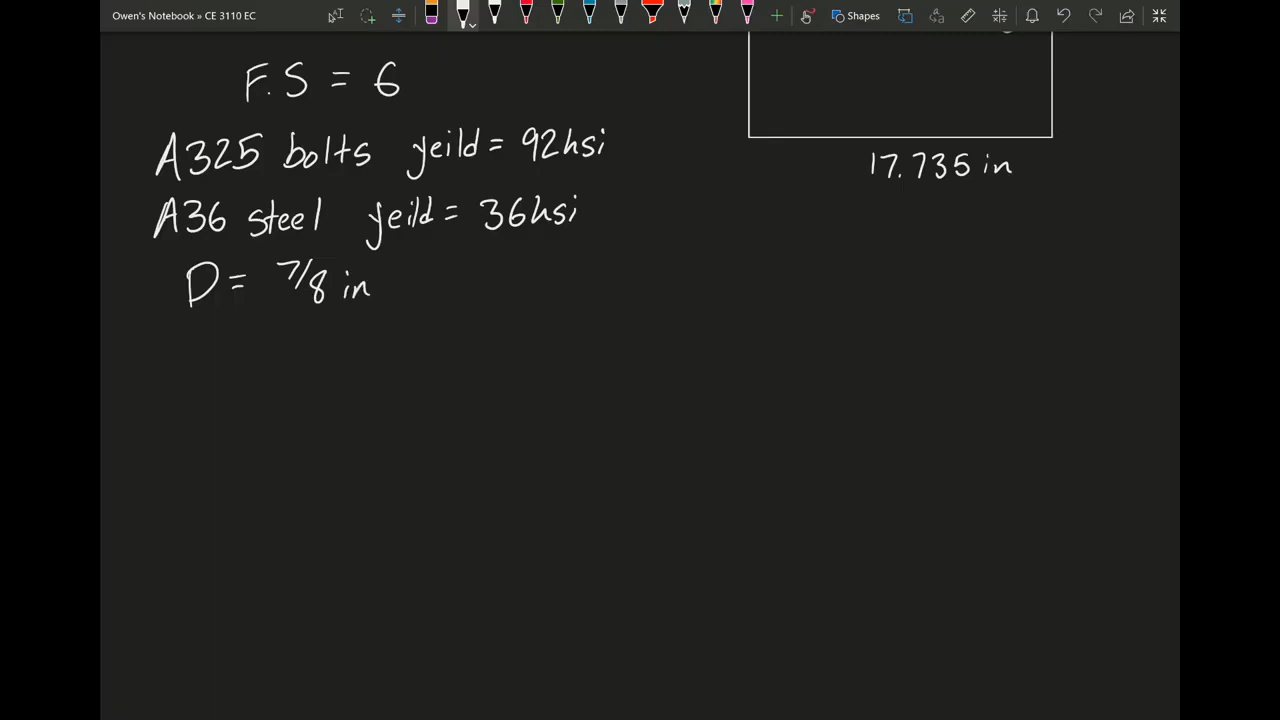 Owen's Notebook » CE 3110 EC
Shapes
F.S = 6
A325 bolts yeild = 92ksi
A36 steel yeild = 36ksi
D = 7/8 in
17.735 in